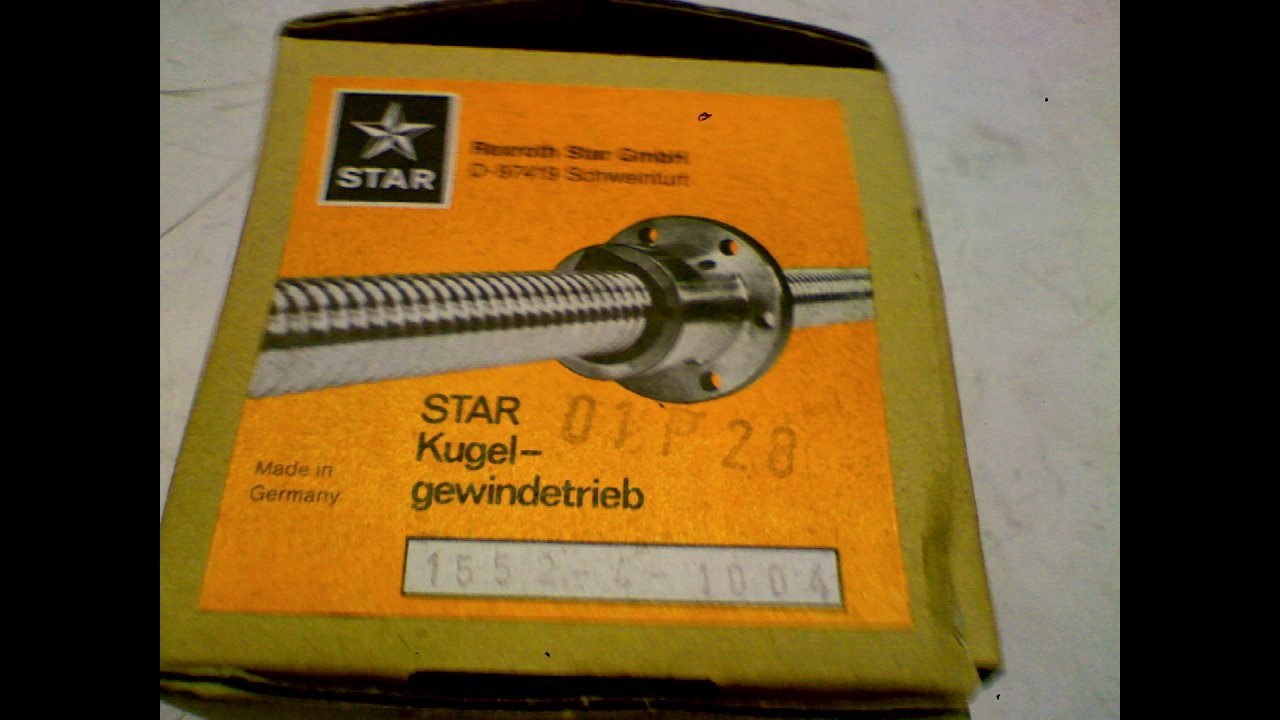 STAR
Rexroth Star GmbH
D-97419 Schweinfurt
STAR
Kugel-
gewindetrieb
01 P 28
Made in
Germany
1552-4-1004